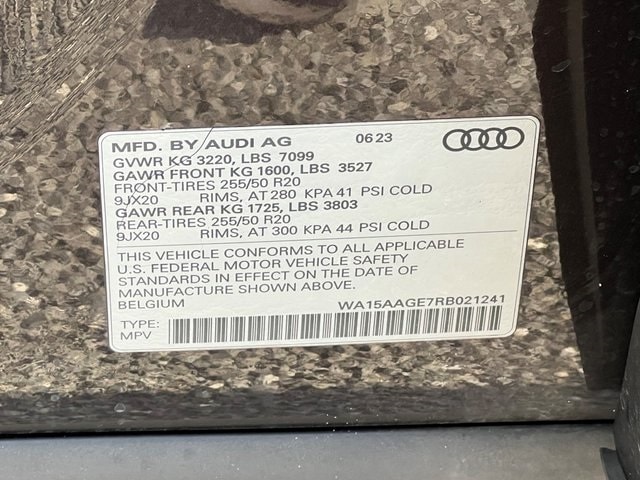 MFD. BY AUDI AG 06 23
GVWR KG 3220, LBS 7099
GAWR FRONT KG 1600, LBS 3527
FRONT-TIRES 255/50 R20
9JX20 RIMS, AT 280 KPA 41 PSI COLD
GAWR REAR KG 1725, LBS 3803
REAR-TIRES 255/50 R20
9JX20 RIMS, AT 300 KPA 44 PSI COLD
THIS VEHICLE CONFORMS TO ALL APPLICABLE
U.S. FEDERAL MOTOR VEHICLE SAFETY
STANDARDS IN EFFECT ON THE DATE OF
MANUFACTURE SHOWN ABOVE.
BELGIUM WA15AAGE7RB021241
TYPE:
MPV